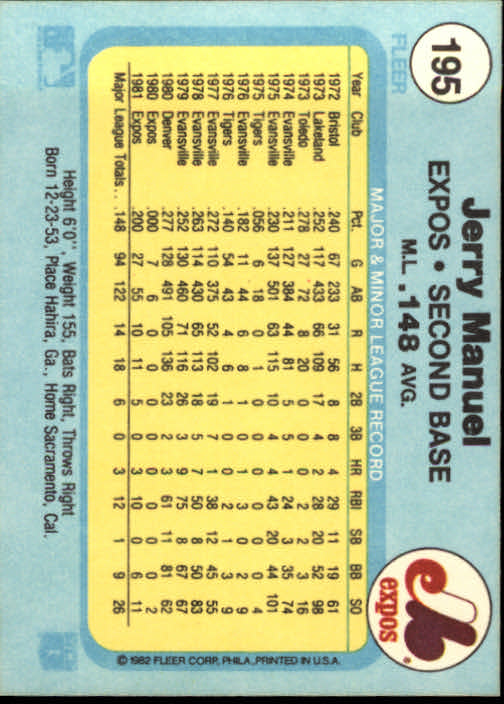 195
FLEER
Jerry Manuel
EXPOS • SECOND BASE
M.L. .148 AVG.
expos
MAJOR & MINOR LEAGUE RECORD
Year Club Pct. G AB R H 2B 3B HR RBI SB BB SO
1972 Bristol .240 67 233 31 56 8 8 4 29 11 19 61
1973 Lakeland .252 117 433 66 109 17 4 2 28 20 52 98
1973 Toledo .278 27 72 8 20 0 2 2 3 16
1974 Evansville .211 127 384 44 81 5 1 3 24 3 35 74
1975 Evansville .230 137 501 63 115 10 4 4 43 20 44 101
1975 Tigers .056 6 18 0 1 0 0 0 0 0 0 4
1976 Evansville .182 11 44 6 8 1 0 1 3 1 3 9
1976 Tigers .140 54 43 4 6 1 0 0 2 1 3 9
1977 Evansville .272 110 375 52 102 19 1 7 38 12 45 55
1978 Evansville .263 114 430 65 113 18 5 7 50 8 50 83
1979 Evansville .252 130 460 71 116 26 3 9 75 8 67 67
1980 Denver .277 128 491 105 136 23 11 3 61 11 81 62
1980 Expos .000 7 6 0 0 0 0 0 0 0 0 2
1981 Expos .200 27 55 10 11 5 0 3 10 0 6 11
Major League Totals... .148 94 122 14 18 6 0 3 12 1 9 26
© 1982 FLEER CORP. PHILA., PRINTED IN U.S.A.
Height 6'0", Weight 155, Bats Right, Throws Right
Born 12-23-53, Place Hahira, Ga., Home Sacramento, Cal.